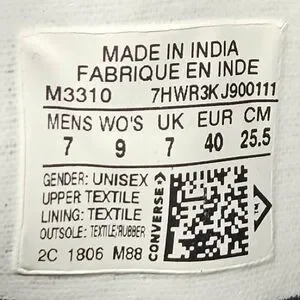 MADE IN INDIA
FABRIQUE EN INDE
M3310 7HWR3KJ900111
MENS WO'S UK EUR CM
7 9 7 40 25.5
GENDER: UNISEX
UPPER TEXTILE
LINING: TEXTILE
OUTSOLE: TEXTILE/RUBBER
2C 1806 M88
CONVERSE